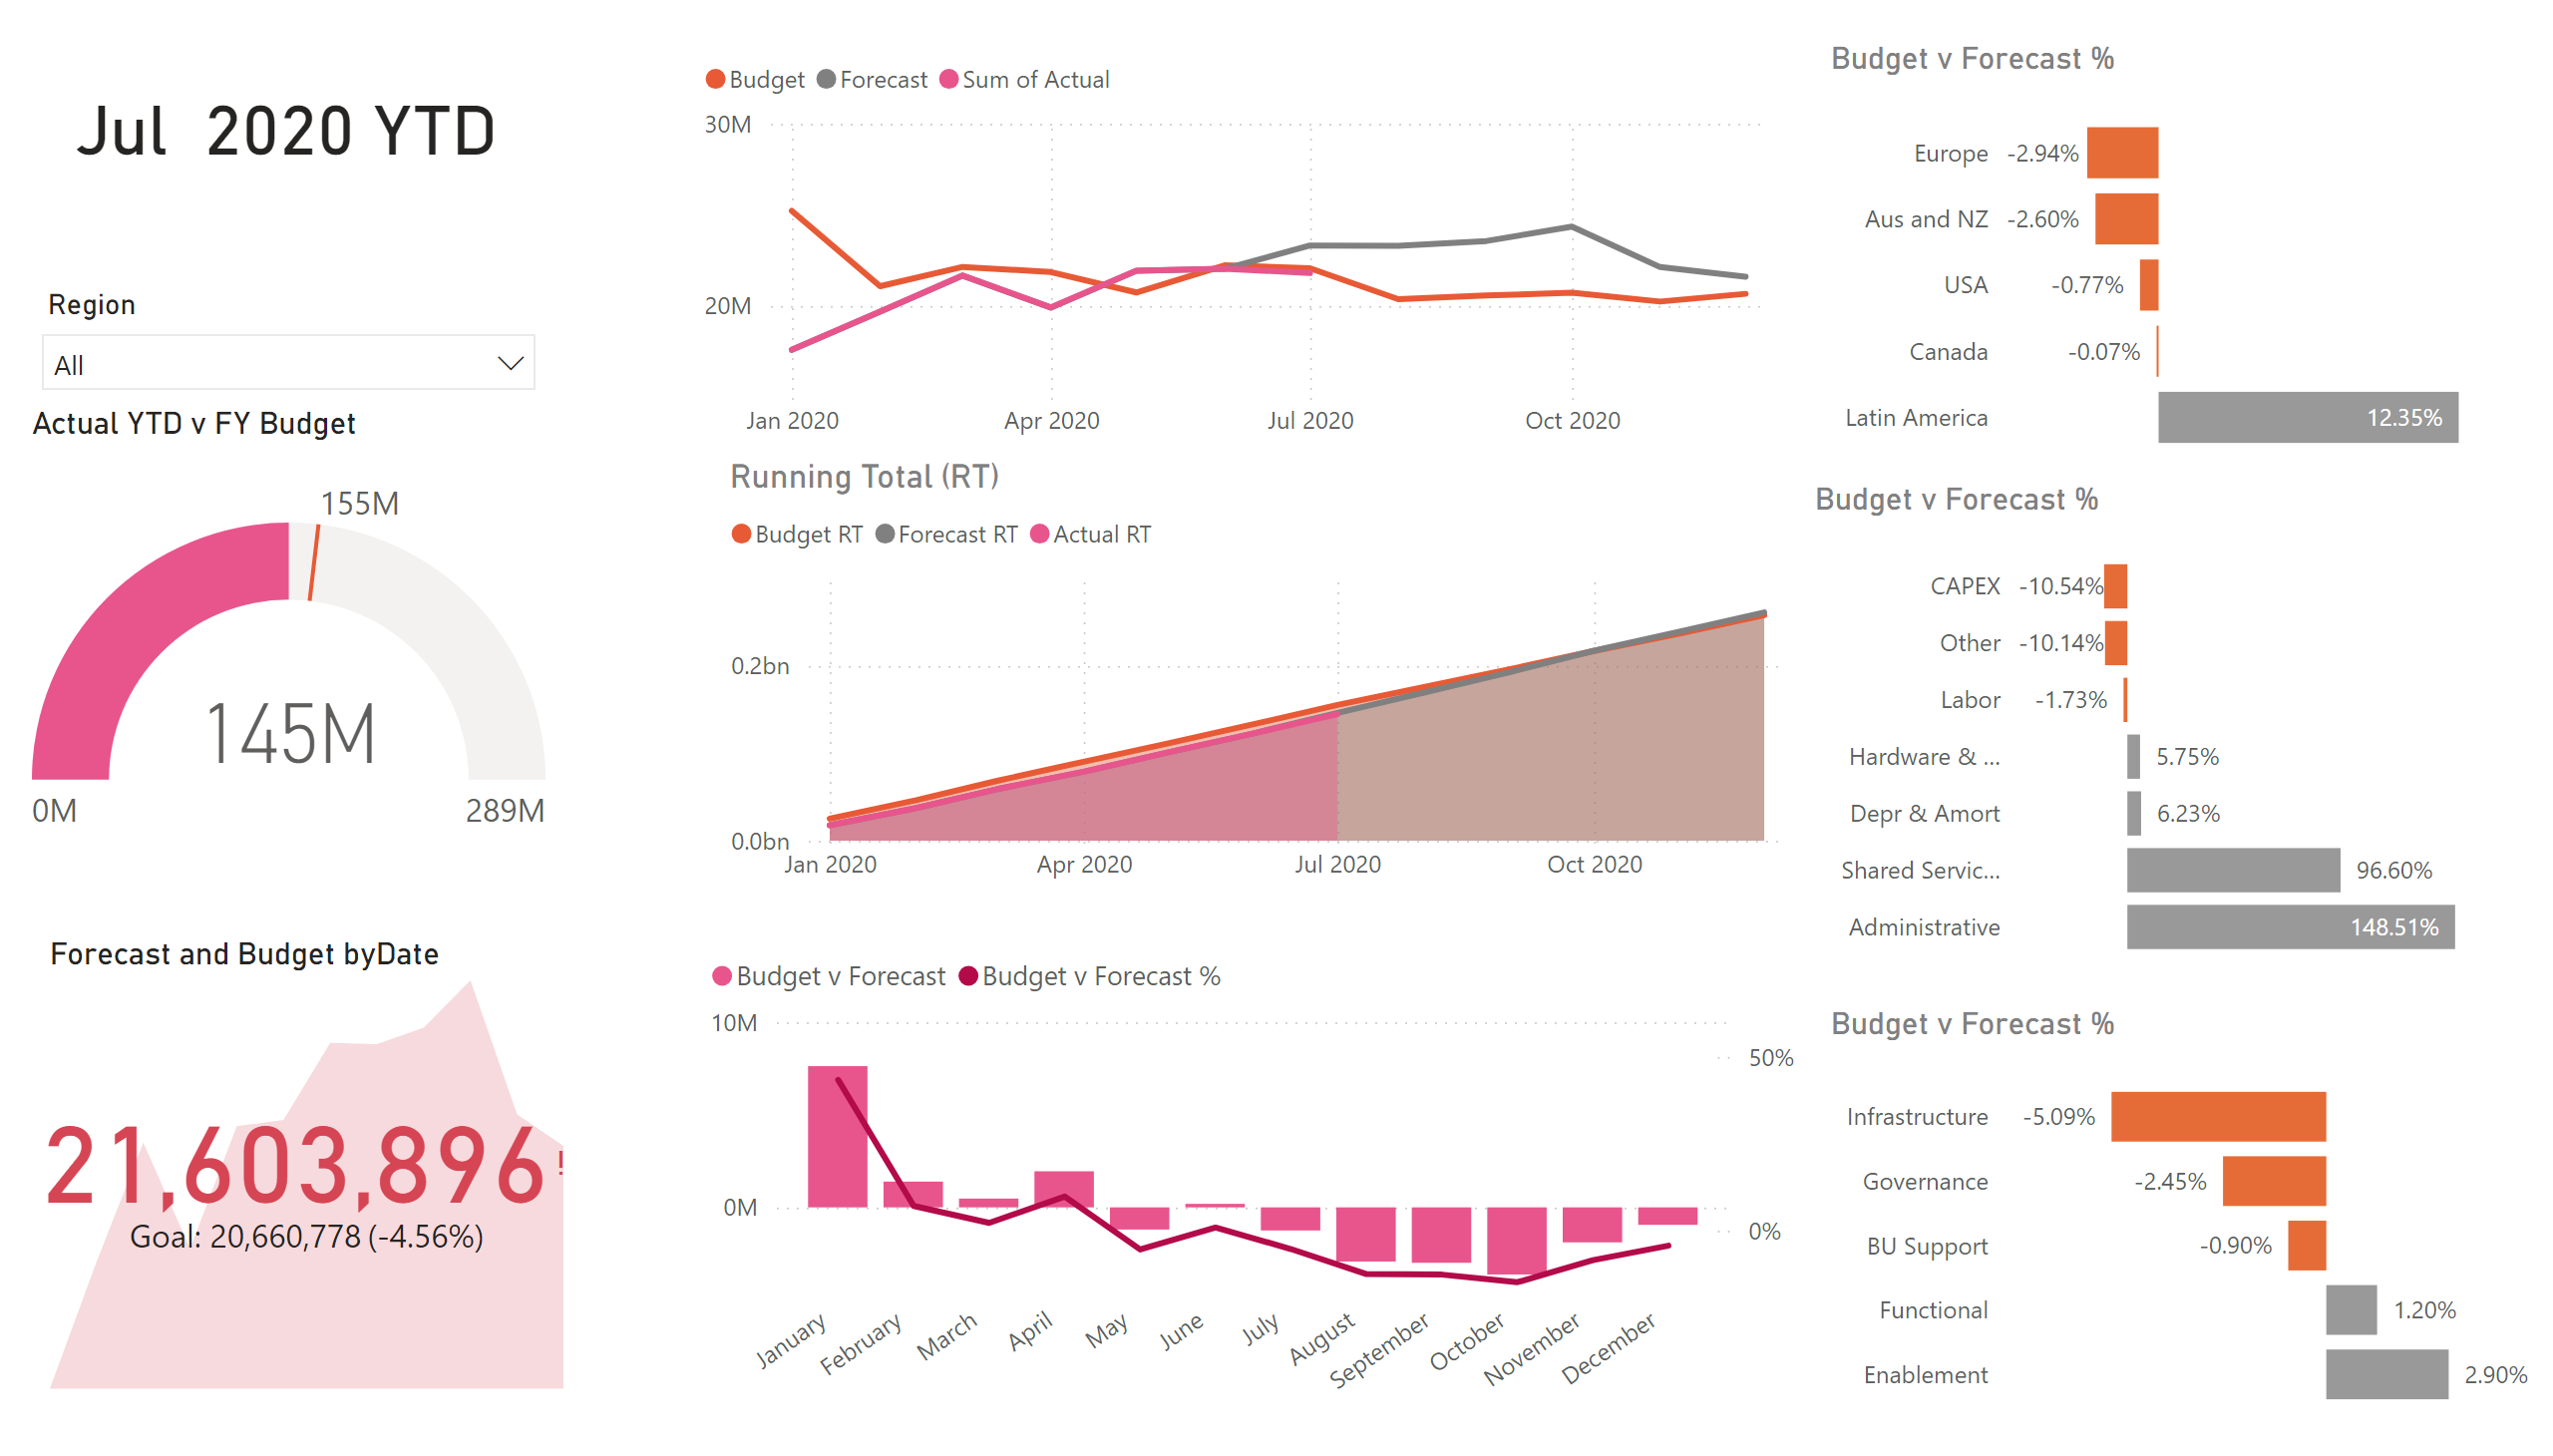 Jul 2020 YTD
Region
All
Actual YTD v FY Budget
155M
145M
0M
289M
Forecast and Budget byDate
21,603,896!
Goal: 20,660,778 (-4.56%)
Budget Forecast Sum of Actual
30M
20M
Jan 2020 Apr 2020 Jul 2020 Oct 2020
Running Total (RT)
Budget RT Forecast RT Actual RT
0.2bn
0.0bn
Jan 2020 Apr 2020 Jul 2020 Oct 2020
Budget v Forecast Budget v Forecast %
10M
50%
0M
0%
January February March April May June July August September October November December
Budget v Forecast %
Europe -2.94%
Aus and NZ -2.60%
USA -0.77%
Canada -0.07%
Latin America 12.35%
Budget v Forecast %
CAPEX -10.54%
Other -10.14%
Labor -1.73%
Hardware & ... 5.75%
Depr & Amort 6.23%
Shared Servic... 96.60%
Administrative 148.51%
Budget v Forecast %
Infrastructure -5.09%
Governance -2.45%
BU Support -0.90%
Functional 1.20%
Enablement 2.90%